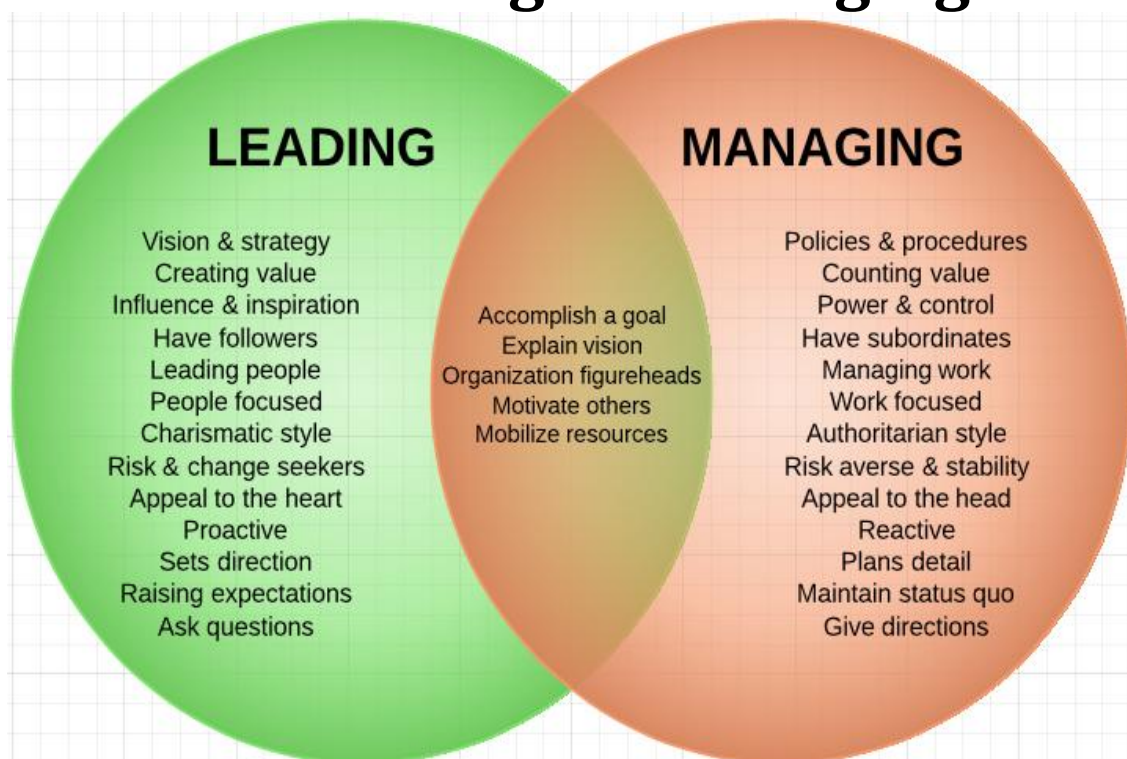 LEADING
Vision & strategy
Creating value
Influence & inspiration
Have followers
Leading people
People focused
Charismatic style
Risk & change seekers
Appeal to the heart
Proactive
Sets direction
Raising expectations
Ask questions
Accomplish a goal
Explain vision
Organization figureheads
Motivate others
Mobilize resources
MANAGING
Policies & procedures
Counting value
Power & control
Have subordinates
Managing work
Work focused
Authoritarian style
Risk averse & stability
Appeal to the head
Reactive
Plans detail
Maintain status quo
Give directions